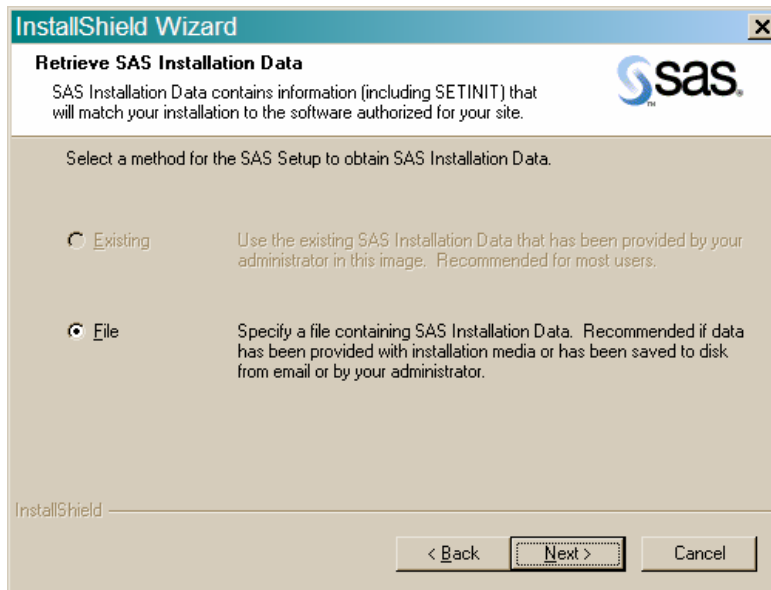 InstallShield Wizard
Retrieve SAS Installation Data
SAS Installation Data contains information (including SETINIT) that
will match your installation to the software authorized for your site.
sas.
TM
Select a method for the SAS Setup to obtain SAS Installation Data.
Existing
Use the existing SAS Installation Data that has been provided by your
administrator in this image. Recommended for most users.
File
Specify a file containing SAS Installation Data. Recommended if data
has been provided with installation media or has been saved to disk
from email or by your administrator.
InstallShield
< Back
Next >
Cancel